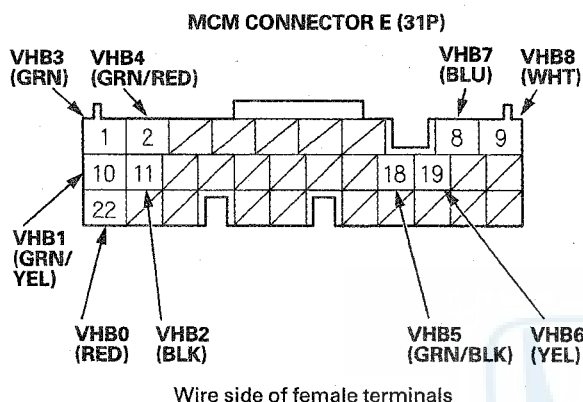 MCM CONNECTOR E (31P)
VHB3
(GRN)
VHB4
(GRN/RED)
VHB7
(BLU)
VHB8
(WHT)
1 2 8 9
10 11 18 19
22
VHB1
(GRN/
YEL)
VHB0
(RED)
VHB2
(BLK)
VHB5
(GRN/BLK)
VHB6
(YEL)
Wire side of female terminals